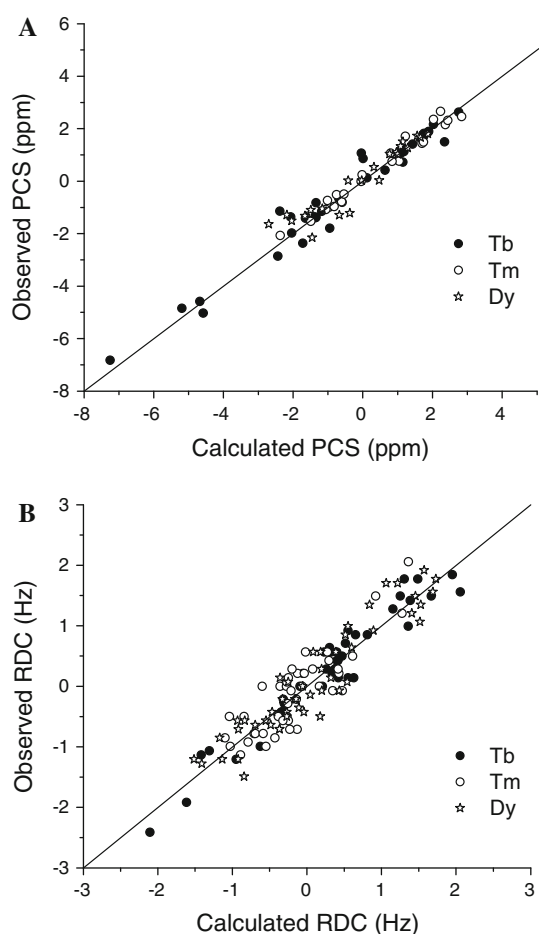 A
6
4
2
0
-2
-4
-6
-8
Observed PCS (ppm)
Tb
Tm
Dy
-8 -6 -4 -2 0 2 4
Calculated PCS (ppm)
B
3
2
1
0
-1
-2
-3
Observed RDC (Hz)
Tb
Tm
Dy
-3 -2 -1 0 1 2 3
Calculated RDC (Hz)